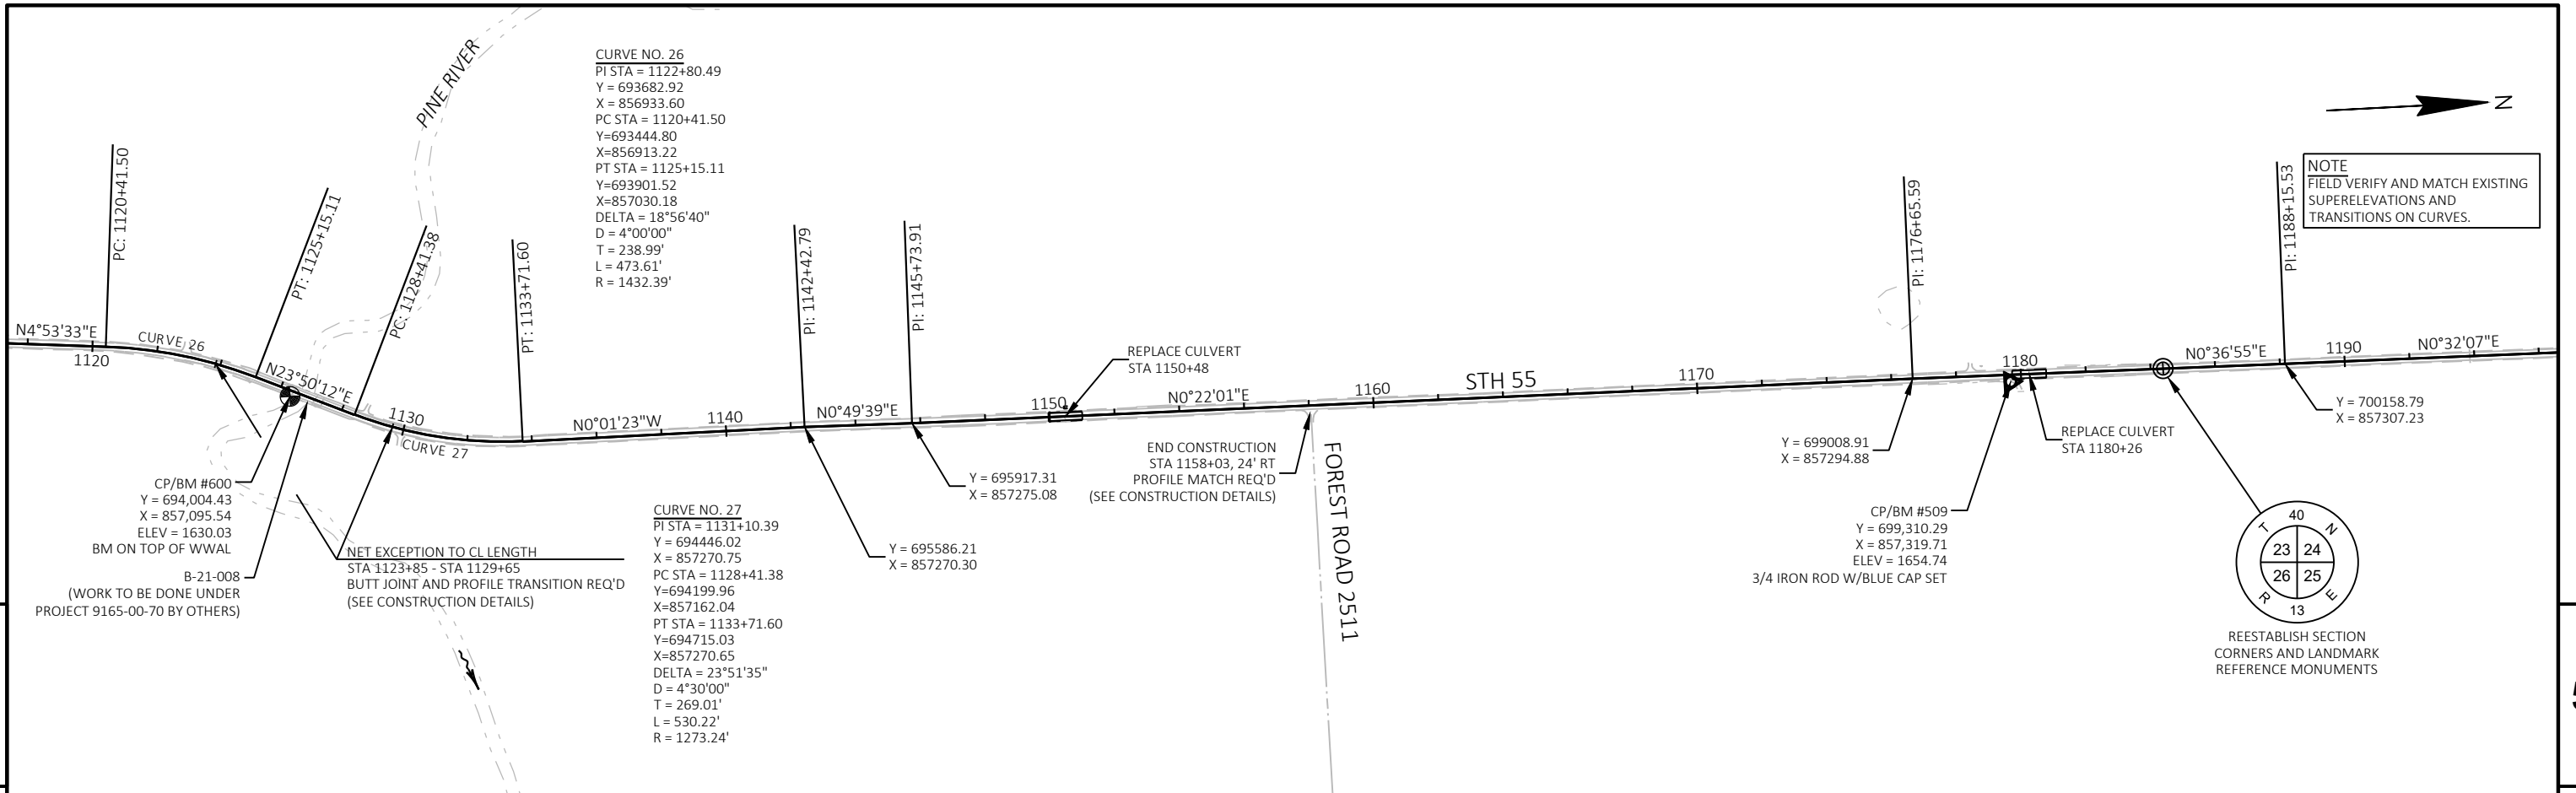 PINE RIVER
CURVE NO. 26
PI STA = 1122+80.49
Y = 693682.92
X = 856933.60
PC STA = 1120+41.50
Y=693444.80
X=856913.22
PT STA = 1125+15.11
Y=693901.52
X=857030.18
DELTA = 18°56'40"
D = 4°00'00"
T = 238.99'
L = 473.61'
R = 1432.39'
N
NOTE
FIELD VERIFY AND MATCH EXISTING
SUPERELEVATIONS AND
TRANSITIONS ON CURVES.
PC: 1120+41.50
PT: 1125+15.11
PC: 1128+41.38
PT: 1133+71.60
PI: 1142+42.79
PI: 1145+73.91
PI: 1176+65.59
PI: 1188+15.53
N4°53'33"E
CURVE 26
1120
N23°50'12"E
1130
CURVE 27
N0°01'23"W
1140
N0°49'39"E
1150
REPLACE CULVERT
STA 1150+48
N0°22'01"E
1160
STH 55
1170
1180
N0°36'55"E
1190
N0°32'07"E
Y = 700158.79
X = 857307.23
REPLACE CULVERT
STA 1180+26
Y = 699008.91
X = 857294.88
END CONSTRUCTION
STA 1158+03, 24' RT
PROFILE MATCH REQ'D
(SEE CONSTRUCTION DETAILS)
FOREST ROAD 2511
Y = 695917.31
X = 857275.08
Y = 695586.21
X = 857270.30
CP/BM #600
Y = 694,004.43
X = 857,095.54
ELEV = 1630.03
BM ON TOP OF WWAL
B-21-008
(WORK TO BE DONE UNDER
PROJECT 9165-00-70 BY OTHERS)
NET EXCEPTION TO CL LENGTH
STA 1123+85 - STA 1129+65
BUTT JOINT AND PROFILE TRANSITION REQ'D
(SEE CONSTRUCTION DETAILS)
CURVE NO. 27
PI STA = 1131+10.39
Y = 694446.02
X = 857270.75
PC STA = 1128+41.38
Y=694199.96
X=857162.04
PT STA = 1133+71.60
Y=694715.03
X=857270.65
DELTA = 23°51'35"
D = 4°30'00"
T = 269.01'
L = 530.22'
R = 1273.24'
CP/BM #509
Y = 699,310.29
X = 857,319.71
ELEV = 1654.74
3/4 IRON ROD W/BLUE CAP SET
T 40 N
23 24
26 25
R 13 E
REESTABLISH SECTION
CORNERS AND LANDMARK
REFERENCE MONUMENTS